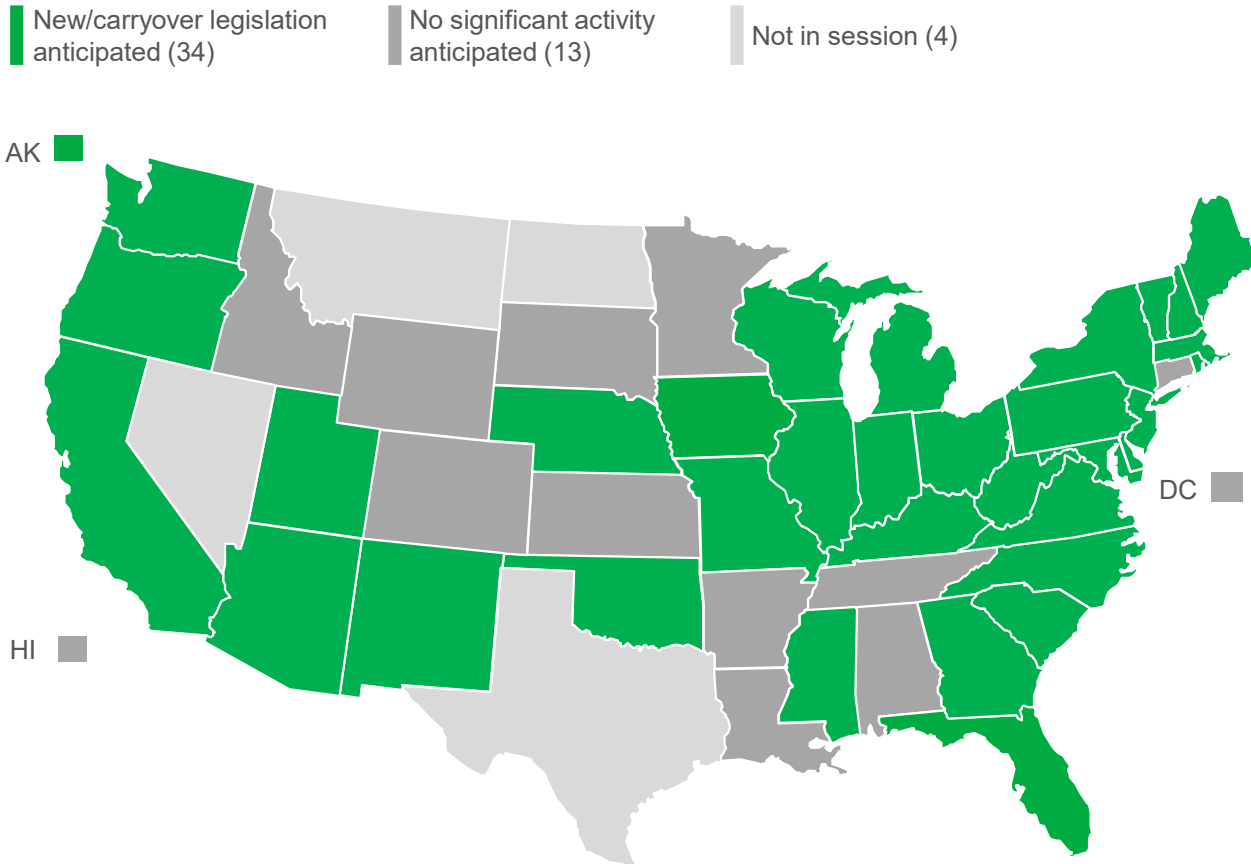 New/carryover legislation
anticipated (34)
No significant activity
anticipated (13)
Not in session (4)
AK
DC
HI